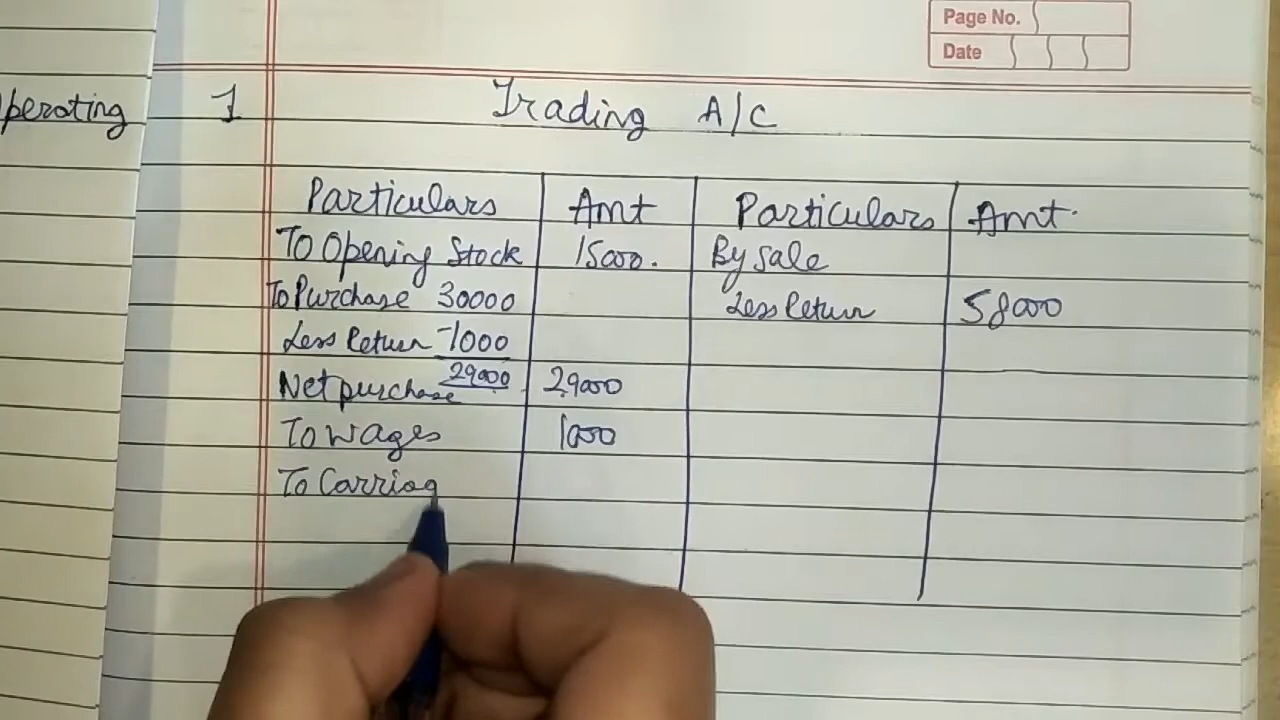 Page No.
Date
perating
1 Trading A/C
Particulars Amt Particulars Amt.
To Opening Stock 15000. By sale
To Purchase 30000 Less Return 58000
Less Return -1000
Net purchase 29000 29000
To wages 1000
To Carriag